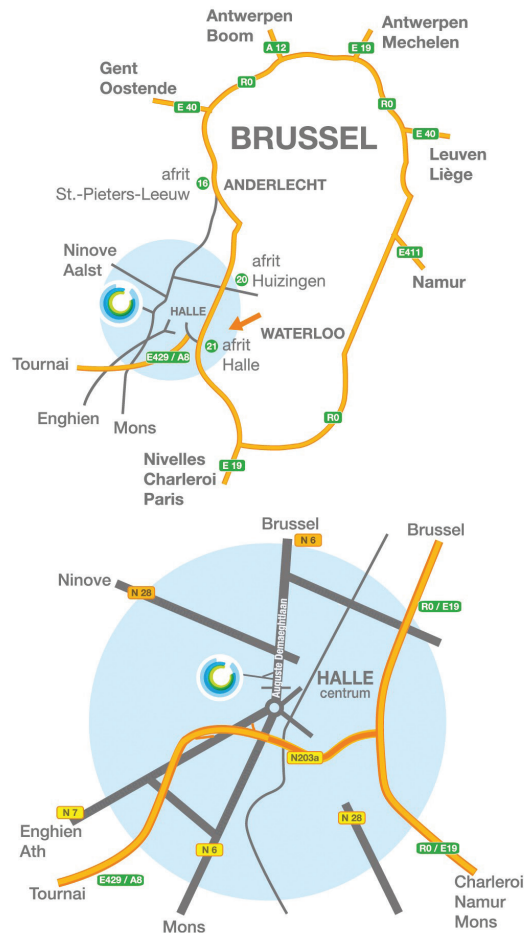 Antwerpen
Boom
Antwerpen
Mechelen
A 12
E 19
R0
R0
Gent
Oostende
E 40
BRUSSEL
E 40
Leuven
Liège
afrit
St.-Pieters-Leeuw
16
ANDERLECHT
Ninove
Aalst
afrit
Huizingen
20
E411
Namur
HALLE
WATERLOO
21
afrit
Halle
Tournai
E429 / A8
Enghien
Mons
R0
Nivelles
Charleroi
Paris
E 19
Brussel
N 6
Brussel
Ninove
N 28
R0 / E19
Auguste Demaeghtlaan
HALLE
centrum
N203a
N 7
Enghien
Ath
N 6
N 28
E429 / A8
Tournai
R0 / E19
Mons
Charleroi
Namur
Mons